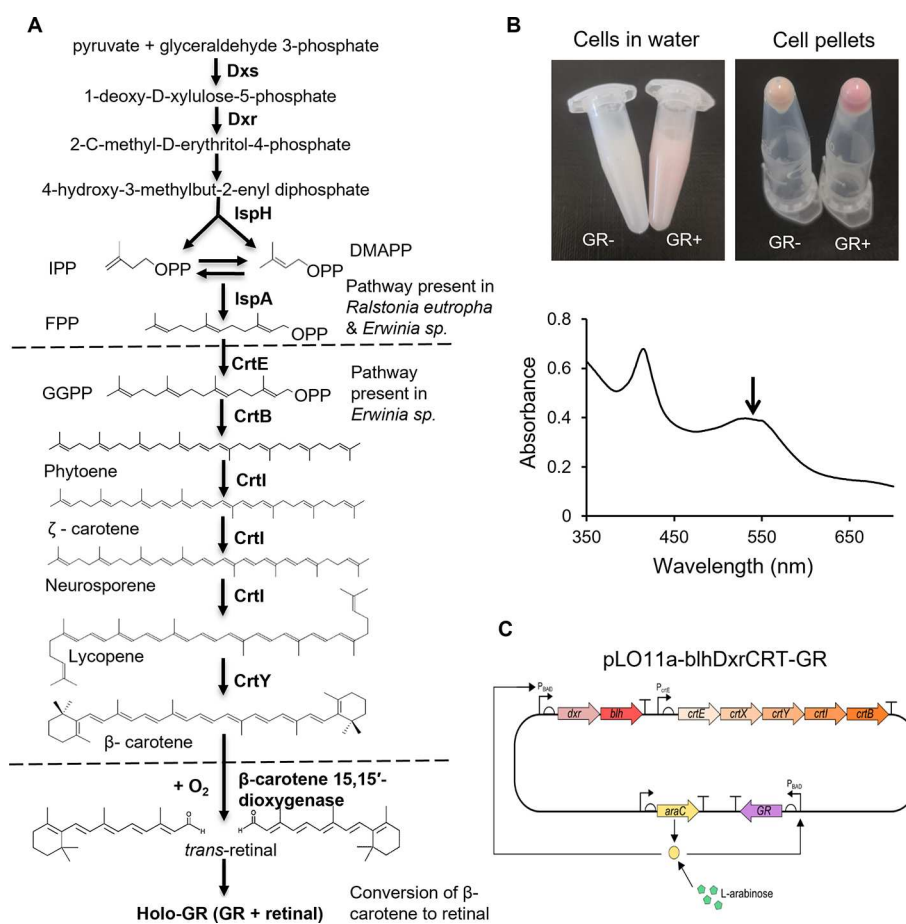 A
pyruvate + glyceraldehyde 3-phosphate
Dxs
1-deoxy-D-xylulose-5-phosphate
Dxr
2-C-methyl-D-erythritol-4-phosphate
4-hydroxy-3-methylbut-2-enyl diphosphate
IspH
IPP
OPP
OPP
DMAPP
IspA
Pathway present in
Ralstonia eutropha
& Erwinia sp.
FPP
OPP
CrtE
GGPP
OPP
Pathway
present in
Erwinia sp.
CrtB
Phytoene
CrtI
ζ - carotene
CrtI
Neurosporene
CrtI
Lycopene
CrtY
β- carotene
+ O2
β-carotene 15,15′-
dioxygenase
O
H
O
H
trans-retinal
Holo-GR (GR + retinal)
Conversion of β-
carotene to retinal
B
Cells in water
Cell pellets
GR-
GR+
GR-
GR+
Absorbance
0.8
0.6
0.4
0.2
0
350
450
550
650
Wavelength (nm)
C
pLO11a-blhDxrCRT-GR
PBAD
PcrtE
dxr
blh
crtE
crtX
crtY
crtI
crtB
PBAD
araC
GR
L-arabinose